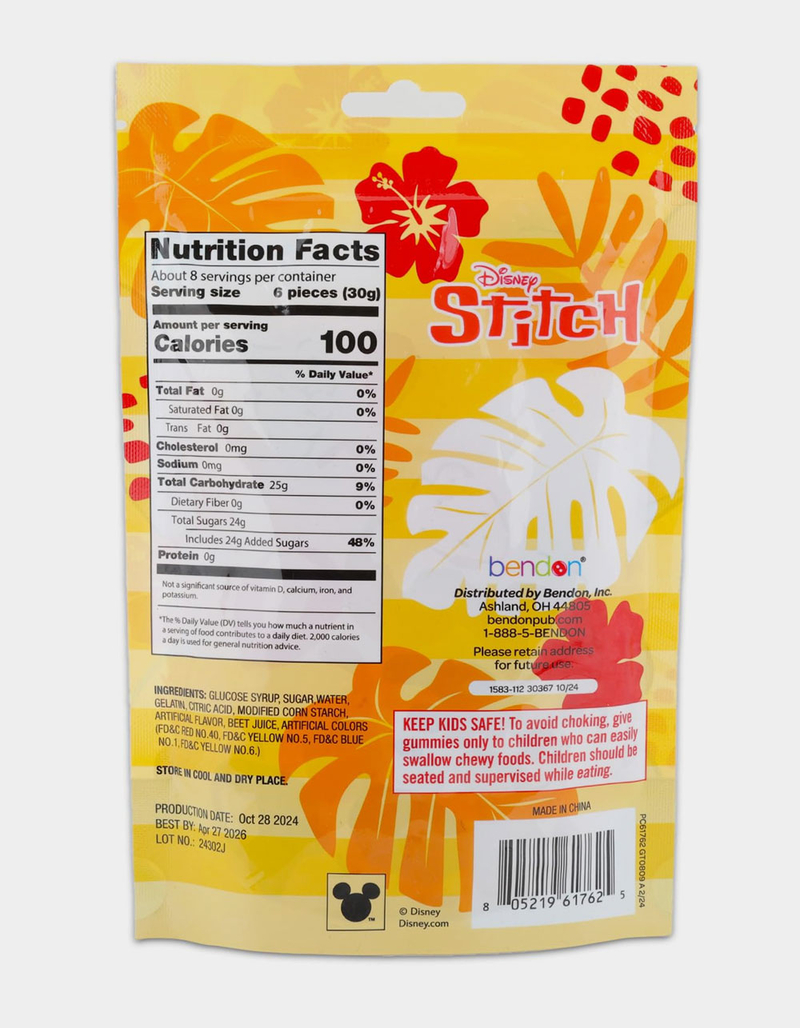 Nutrition Facts
About 8 servings per container
Serving size 6 pieces (30g)
Amount per serving
Calories 100
% Daily Value*
Total Fat 0g 0%
Saturated Fat 0g 0%
Trans Fat 0g
Cholesterol 0mg 0%
Sodium 0mg 0%
Total Carbohydrate 25g 9%
Dietary Fiber 0g 0%
Total Sugars 24g
Includes 24g Added Sugars 48%
Protein 0g
Not a significant source of vitamin D, calcium, iron, and
potassium.
*The % Daily Value (DV) tells you how much a nutrient in
a serving of food contributes to a daily diet. 2,000 calories
a day is used for general nutrition advice.
INGREDIENTS: GLUCOSE SYRUP, SUGAR, WATER,
GELATIN, CITRIC ACID, MODIFIED CORN STARCH,
ARTIFICIAL FLAVOR, BEET JUICE, ARTIFICIAL COLORS
(FD&C RED NO.40, FD&C YELLOW NO.5, FD&C BLUE
NO.1, FD&C YELLOW NO.6.)
STORE IN COOL AND DRY PLACE.
PRODUCTION DATE: Oct 28 2024
BEST BY: Apr 27 2026
LOT NO.: 24302J
Disney
Stitch
bendon®
Distributed by Bendon, Inc.
Ashland, OH 44805
bendonpub.com
1-888-5-BENDON
Please retain address
for future use.
1583-112 30367 10/24
KEEP KIDS SAFE! To avoid choking, give
gummies only to children who can easily
swallow chewy foods. Children should be
seated and supervised while eating.
MADE IN CHINA
8 05219 61762 5
PC61762 GT0809 A 2/24
TM
© Disney
Disney.com